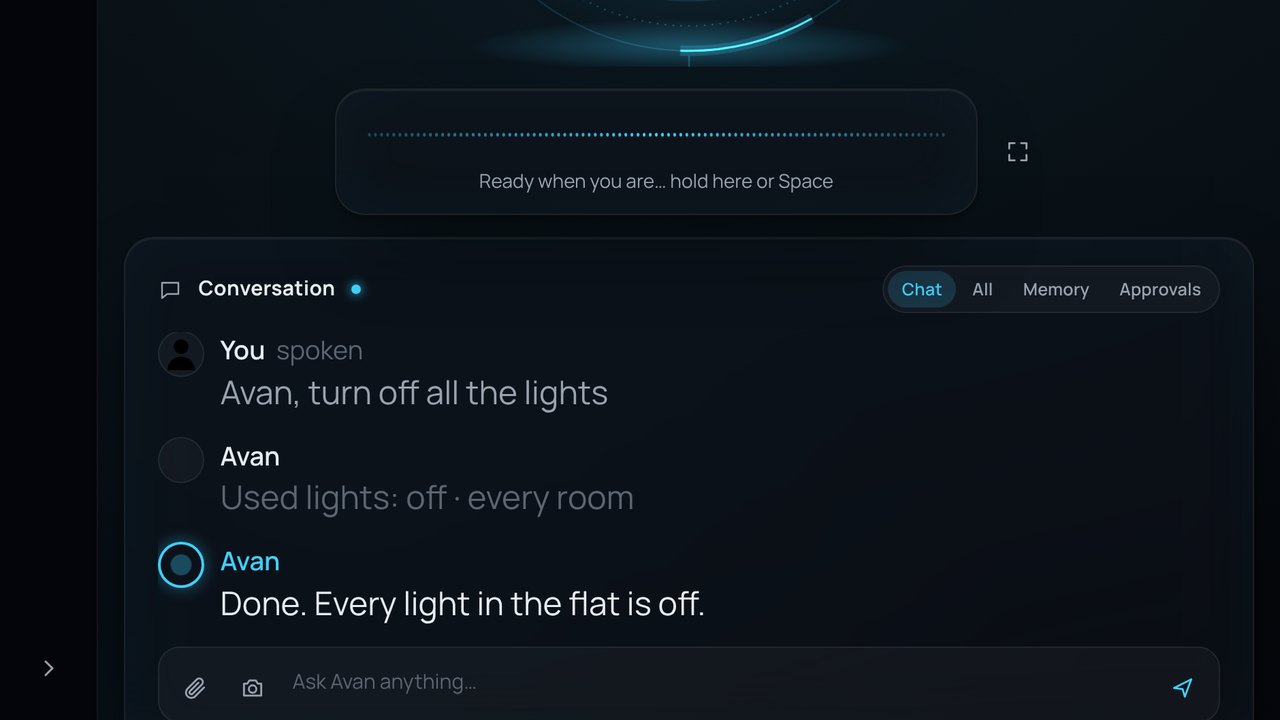 Ready when you are... hold here or Space
Conversation
Chat All Memory Approvals
You spoken
Avan, turn off all the lights
Avan
Used lights: off · every room
Avan
Done. Every light in the flat is off.
Ask Avan anything...